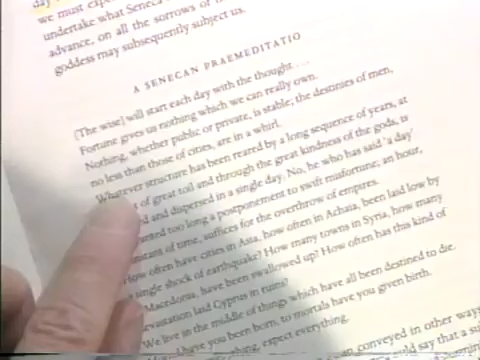 day
we must exp
undertake what Seneca
advance, on all the sorrows of
goddess may subsequently subject us.
A SENECAN PRAEMEDITATIO
[The wise] will start each day with the thought ...
Fortune gives us nothing which we can really own.
Nothing, whether public or private, is stable; the destinies of men,
no less than those of cities, are in a whirl.
Whatever structure has been reared by a long sequence of years, at
of great toil and through the great kindness of the gods, is
and dispersed in a single day. No, he who has said 'a day'
too long a postponement to swift misfortune; an hour,
instant of time, suffices for the overthrow of empires.
How often have cities in Asia, how often in Achaia, been laid low by
single shock of earthquake? How many towns in Syria, how many
Macedonia, have been swallowed up? How often has this kind of
devastation laid Cyprus in ruins?
We live in the middle of things which have all been destined to die.
have you been born, to mortals have you given birth.
thing, expect everything.
conveyed in other ways
say that a